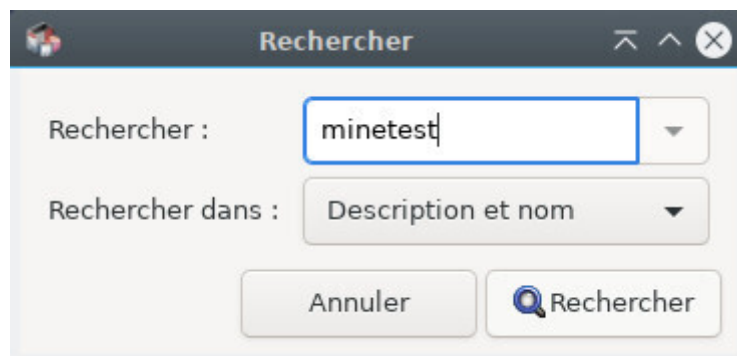 Rechercher
Rechercher : minetest
Rechercher dans : Description et nom
Annuler Rechercher